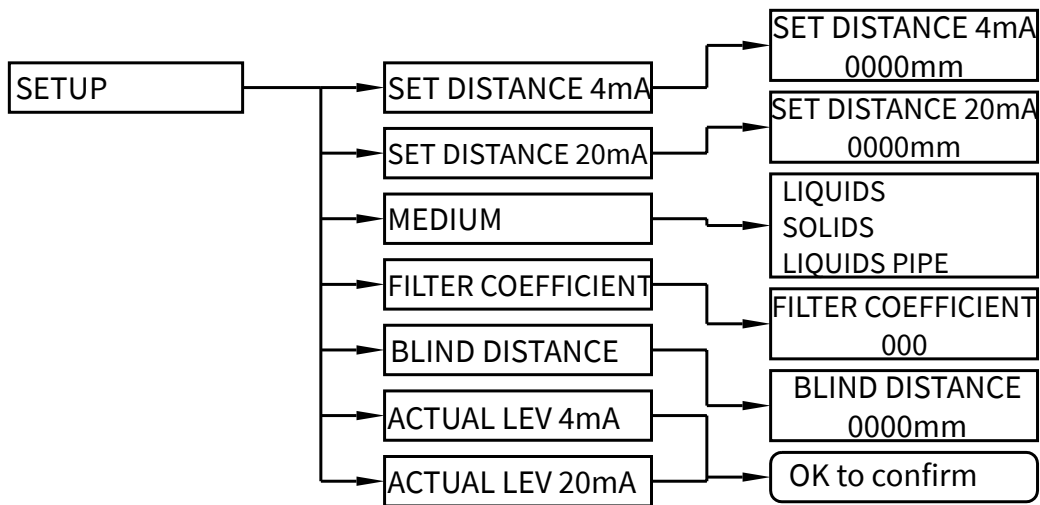 SETUP
SET DISTANCE 4mA
SET DISTANCE 20mA
MEDIUM
FILTER COEFFICIENT
BLIND DISTANCE
ACTUAL LEV 4mA
ACTUAL LEV 20mA
SET DISTANCE 4mA
0000mm
SET DISTANCE 20mA
0000mm
LIQUIDS
SOLIDS
LIQUIDS PIPE
FILTER COEFFICIENT
000
BLIND DISTANCE
0000mm
OK to confirm